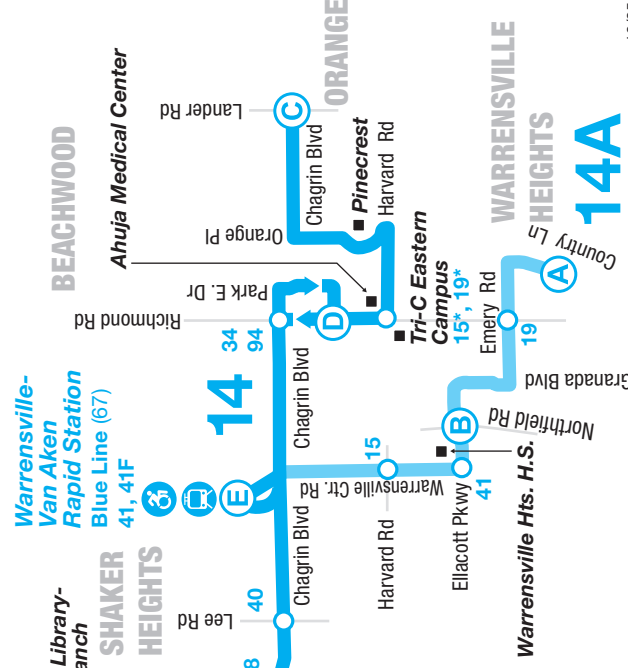 ORANGE
Lander Rd
C
Chagrin Blvd
Pinecrest
Harvard Rd
Orange Pl
Ahuja Medical Center
BEACHWOOD
WARRENSVILLE
HEIGHTS
14A
Country Ln
A
Emery Rd
19
Tri-C Eastern
Campus
15*, 19*
Park E. Dr
D
Richmond Rd
34
94
14
Chagrin Blvd
Granada Blvd
Northfield Rd
B
Warrensville-
Van Aken
Rapid Station
Blue Line (67)
41, 41F
E
15
Warrensville Ctr. Rd
41
Ellacott Pkwy
Harvard Rd
Warrensville Hts. H.S.
Chagrin Blvd
SHAKER
HEIGHTS
Lee Rd
40
Library-
8